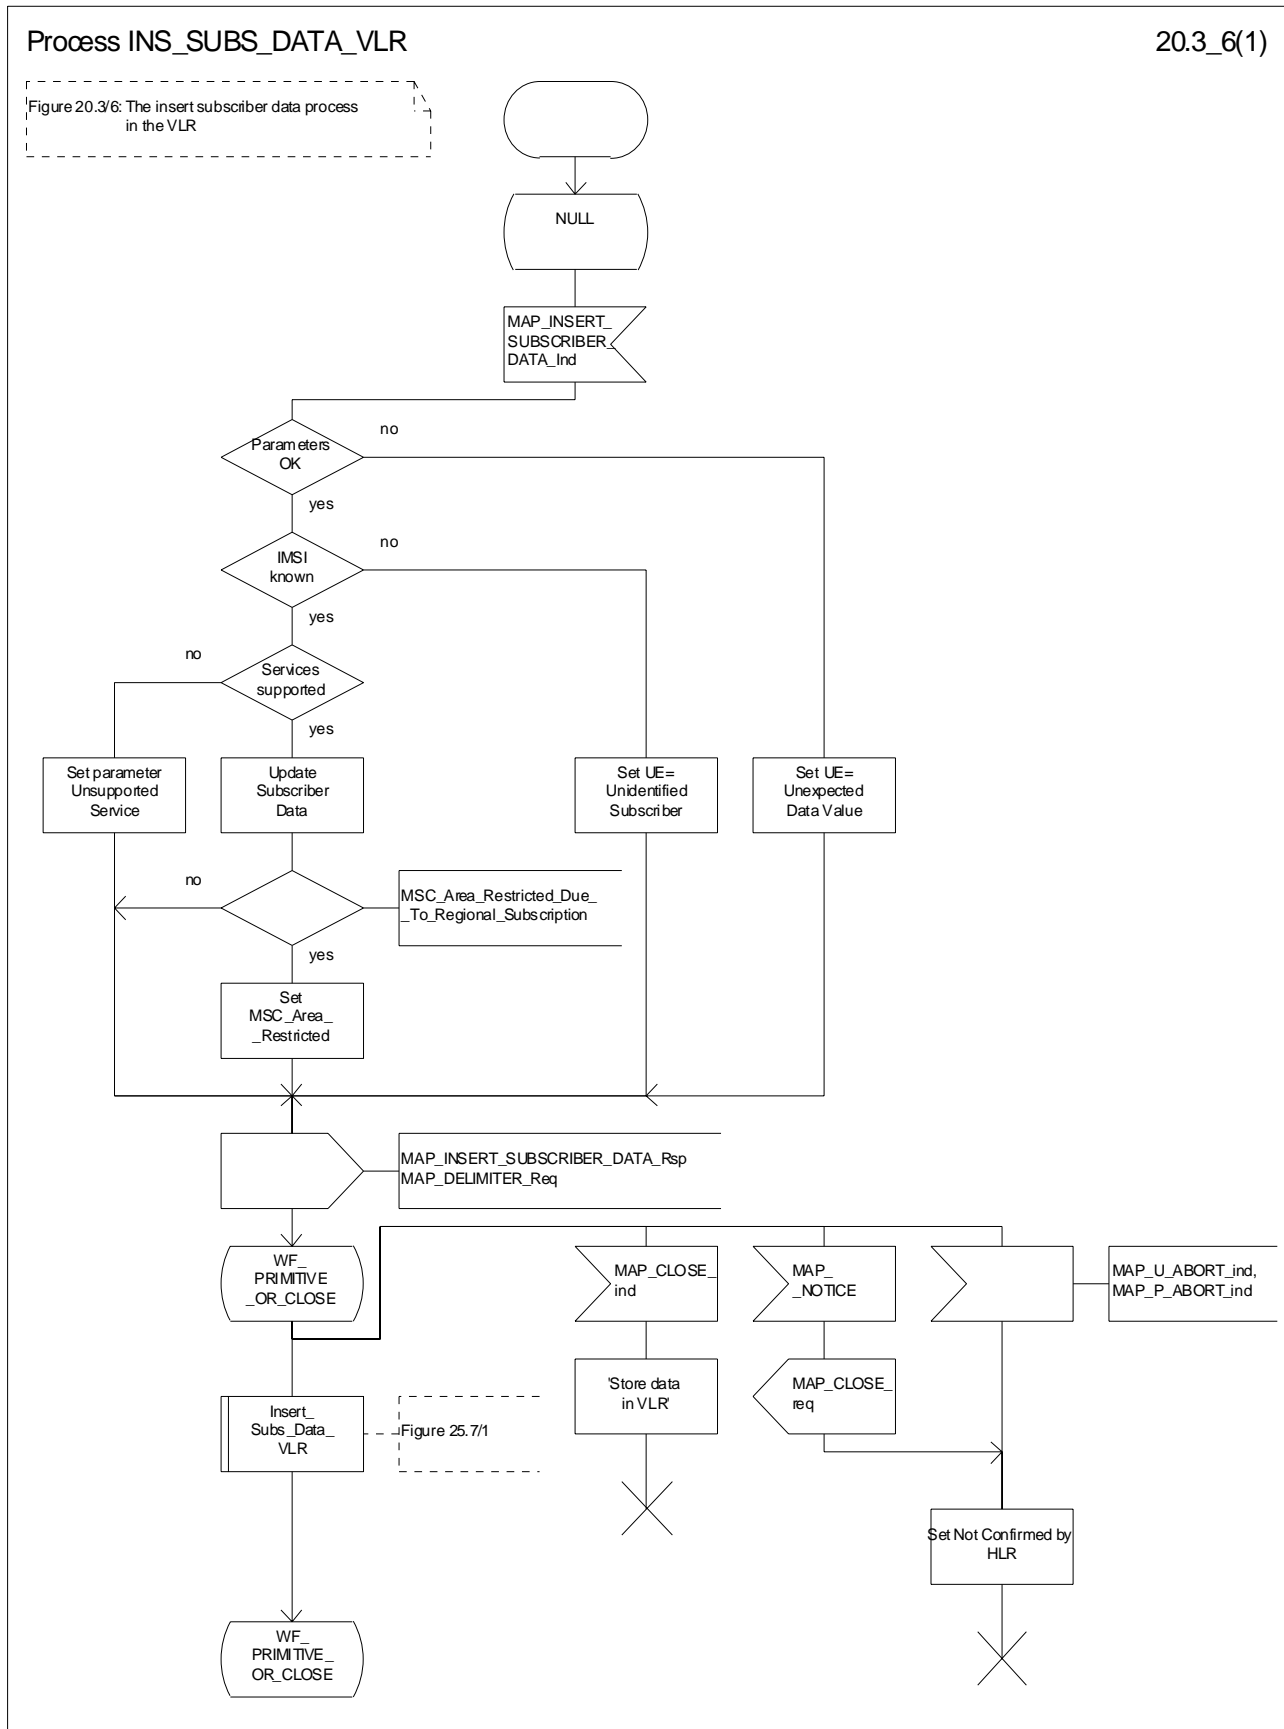 Process INS_SUBS_DATA_VLR
20.3_6(1)
Figure 20.3/6: The insert subscriber data process
in the VLR
NULL
MAP_INSERT_
SUBSCRIBER_
DATA_Ind
Parameters
OK
no
yes
IMSI
known
no
yes
no
Services
supported
yes
Set parameter
Unsupported
Service
Update
Subscriber
Data
Set UE=
Unidentified
Subscriber
Set UE=
Unexpected
Data Value
no
MSC_Area_Restricted_Due_
_To_Regional_Subscription
yes
Set
MSC_Area_
_Restricted
MAP_INSERT_SUBSCRIBER_DATA_Rsp
MAP_DELIMITER_Req
WF_
PRIMITIVE
_OR_CLOSE
MAP_CLOSE_
ind
MAP_
_NOTICE
MAP_U_ABORT_ind,
MAP_P_ABORT_ind
'Store data
in VLR'
MAP_CLOSE_
req
Insert_
Subs_Data_
VLR
Figure 25.7/1
Set Not Confirmed by
HLR
WF_
PRIMITIVE_
OR_CLOSE